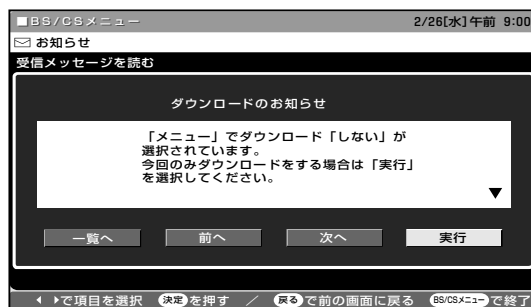 ■BS/CSメニュー 2/26[水]午前 9:00
お知らせ
受信メッセージを読む
ダウンロードのお知らせ
「メニュー」でダウンロード「しない」が
選択されています。
今回のみダウンロードをする場合は「実行」
を選択してください。
▼
一覧へ 前へ 次へ 実行
で項目を選択 決定を押す / 戻るで前の画面に戻る BS/CSメニューで終了